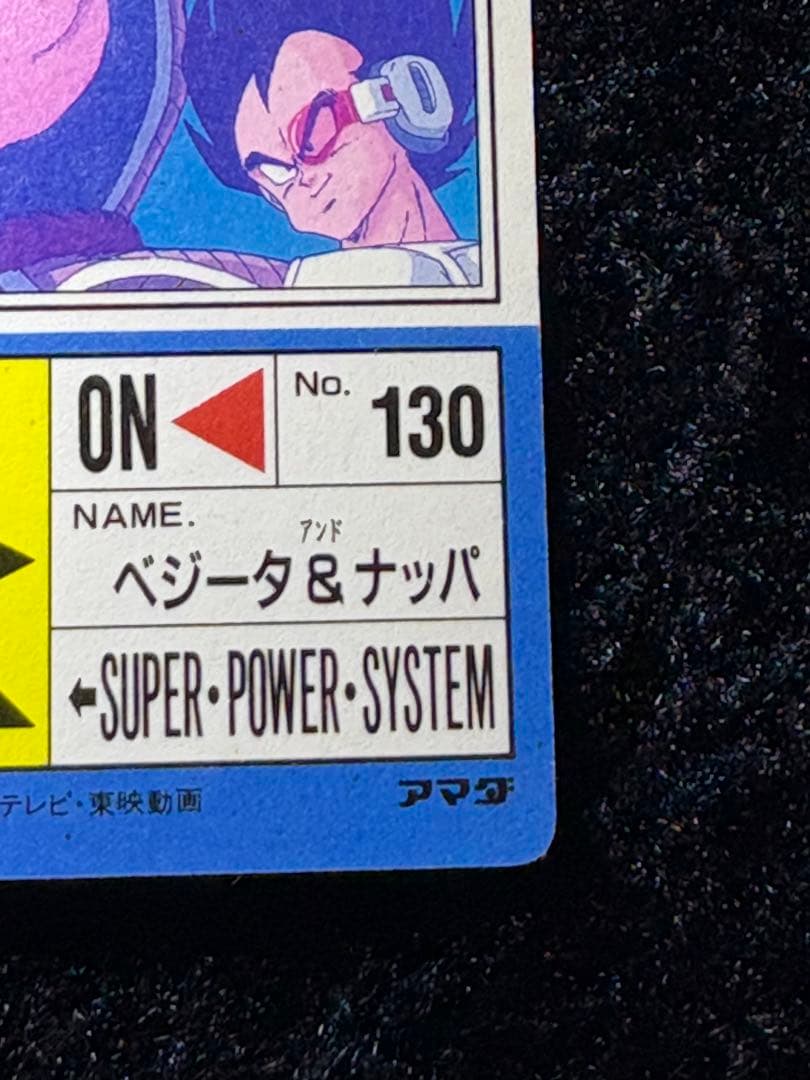 ON
No. 130
NAME.
アンド
ベジータ&ナッパ
SUPER・POWER・SYSTEM
テレビ・東映動画
アマダ